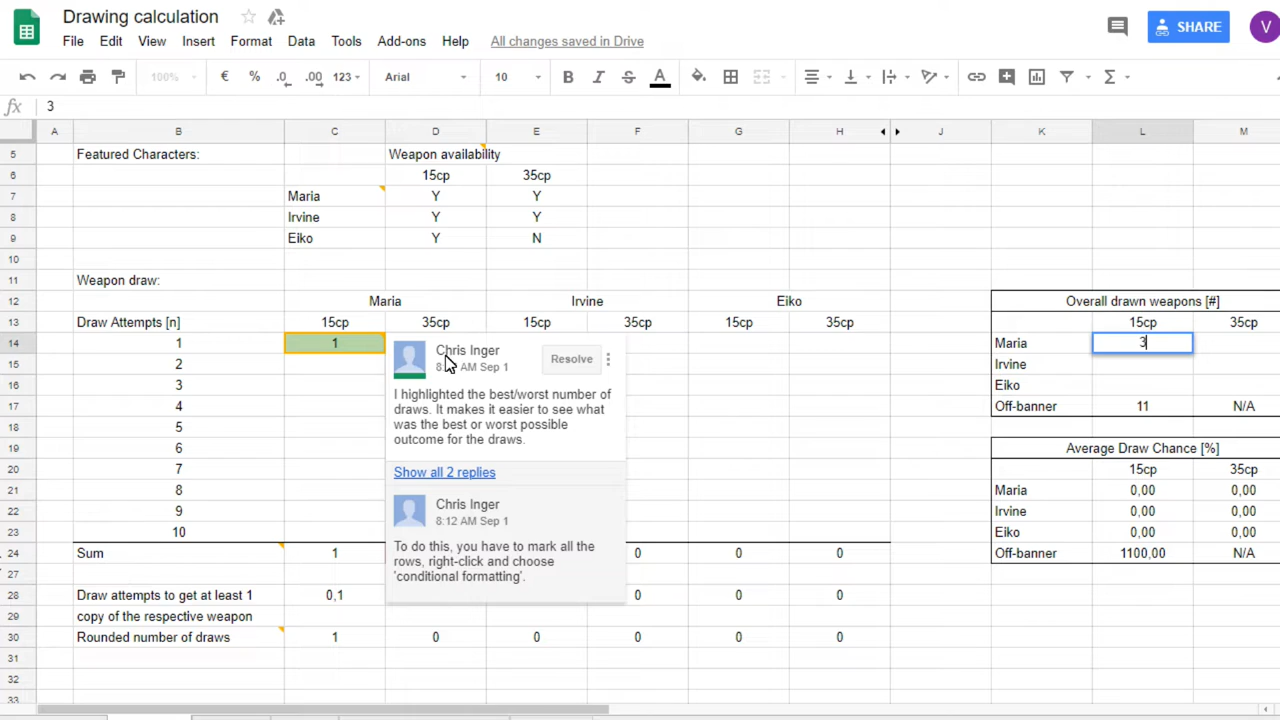 Drawing calculation
File Edit View Insert Format Data Tools Add-ons Help All changes saved in Drive
SHARE V
100% € % .0 .00 123 Arial 10 B I S A Σ
fx 3
A B C D E F G H J K L M
5 Featured Characters: Weapon availability
6 15cp 35cp
7 Maria Y Y
8 Irvine Y Y
9 Eiko Y N
10
11 Weapon draw:
12 Maria Irvine Eiko Overall drawn weapons [#]
13 Draw Attempts [n] 15cp 35cp 15cp 35cp 15cp 35cp 15cp 35cp
14 1 1 Maria 3
15 2 Irvine
16 3 Eiko
17 4 Off-banner 11 N/A
18 5
19 6 Average Draw Chance [%]
20 7 15cp 35cp
21 8 Maria 0,00 0,00
22 9 Irvine 0,00 0,00
23 10 Eiko 0,00 0,00
24 Sum 1 0 0 0 Off-banner 1100,00 N/A
27
28 Draw attempts to get at least 1 0,1 0 0 0
29 copy of the respective weapon
30 Rounded number of draws 1 0 0 0 0 0
31
32
33
Chris Inger
AM Sep 1
Resolve
I highlighted the best/worst number of
draws. It makes it easier to see what
was the best or worst possible
outcome for the draws.
Show all 2 replies
Chris Inger
8:12 AM Sep 1
To do this, you have to mark all the
rows, right-click and choose
'conditional formatting'.